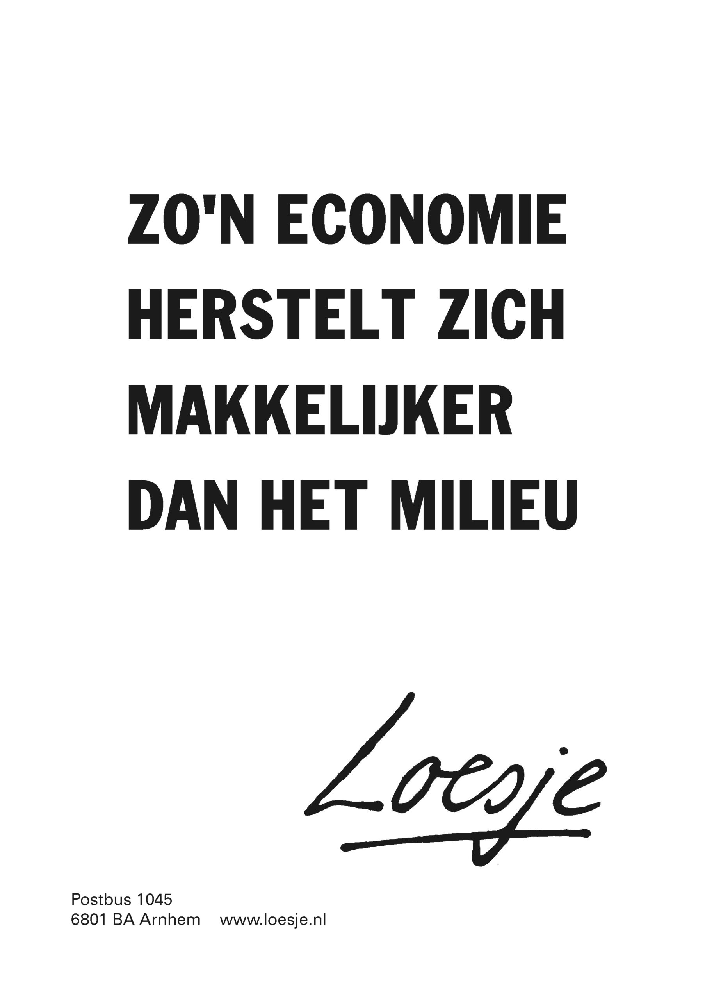 ZO'N ECONOMIE
HERSTELT ZICH
MAKKELIJKER
DAN HET MILIEU
Loesje
Postbus 1045
6801 BA Arnhem www.loesje.nl